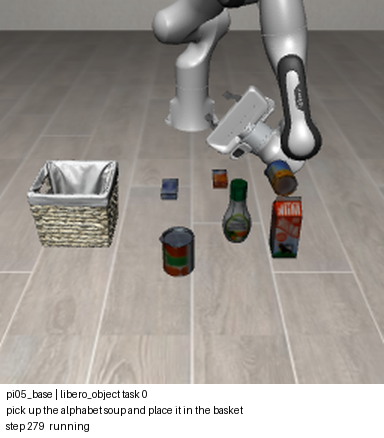 pi05_base | libero_object task 0
pick up the alphabet soup and place it in the basket
step 279 running